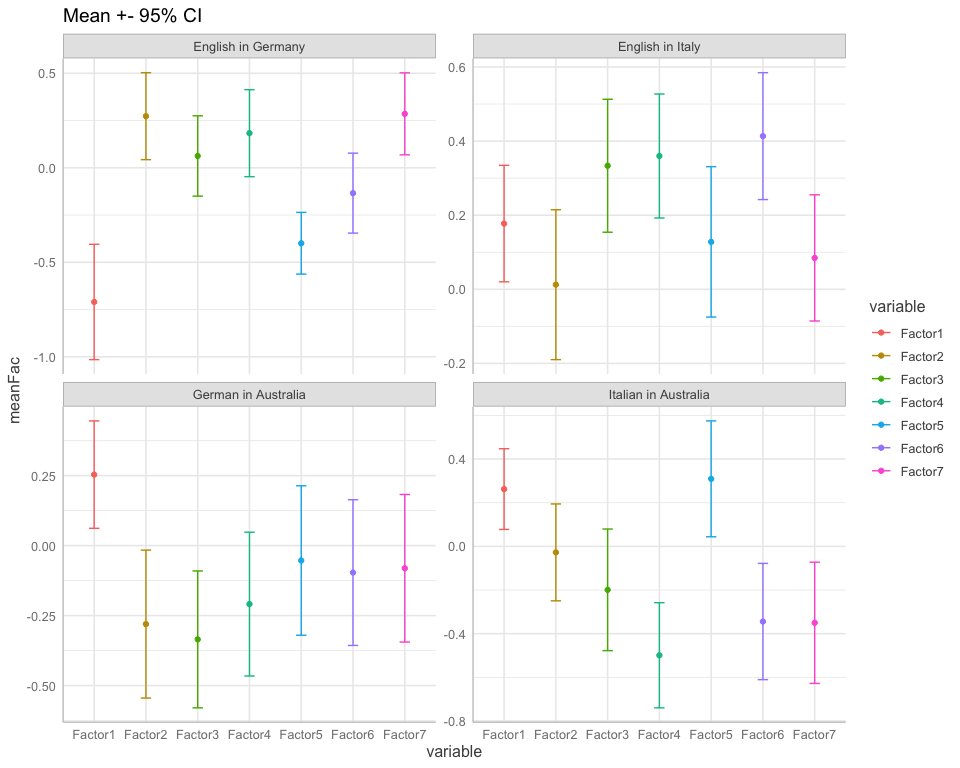 Mean +- 95% CI
English in Germany
English in Italy
0.5
0.0
-0.5
-1.0
0.6
0.4
0.2
0.0
-0.2
German in Australia
Italian in Australia
0.25
0.00
-0.25
-0.50
0.4
0.0
-0.4
-0.8
Factor1 Factor2 Factor3 Factor4 Factor5 Factor6 Factor7
Factor1 Factor2 Factor3 Factor4 Factor5 Factor6 Factor7
variable
meanFac
variable
Factor1
Factor2
Factor3
Factor4
Factor5
Factor6
Factor7